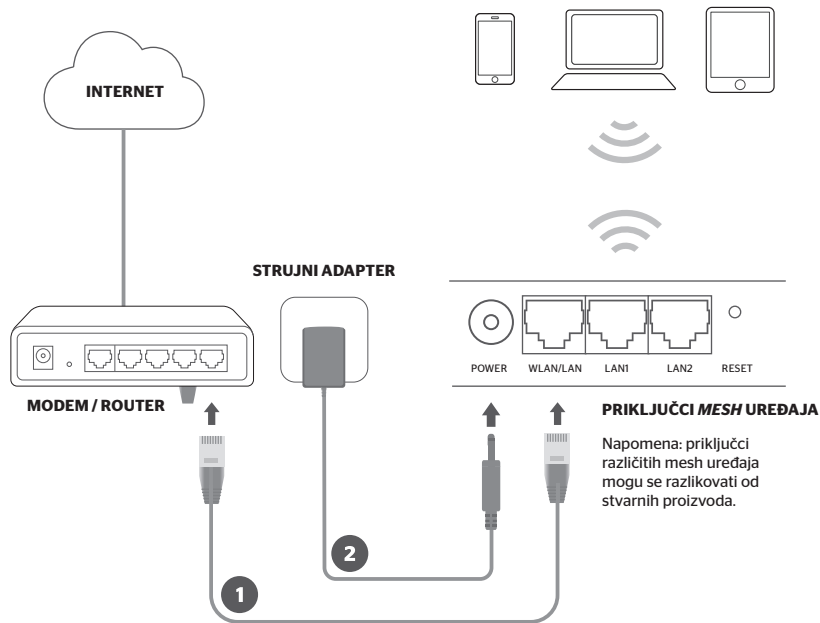 INTERNET
STRUJNI ADAPTER
MODEM / ROUTER
POWER
WLAN/LAN
LAN1
LAN2
RESET
PRIKLJUČCI MESH UREĐAJA
Napomena: priključci
različitih mesh uređaja
mogu se razlikovati od
stvarnih proizvoda.
2
1